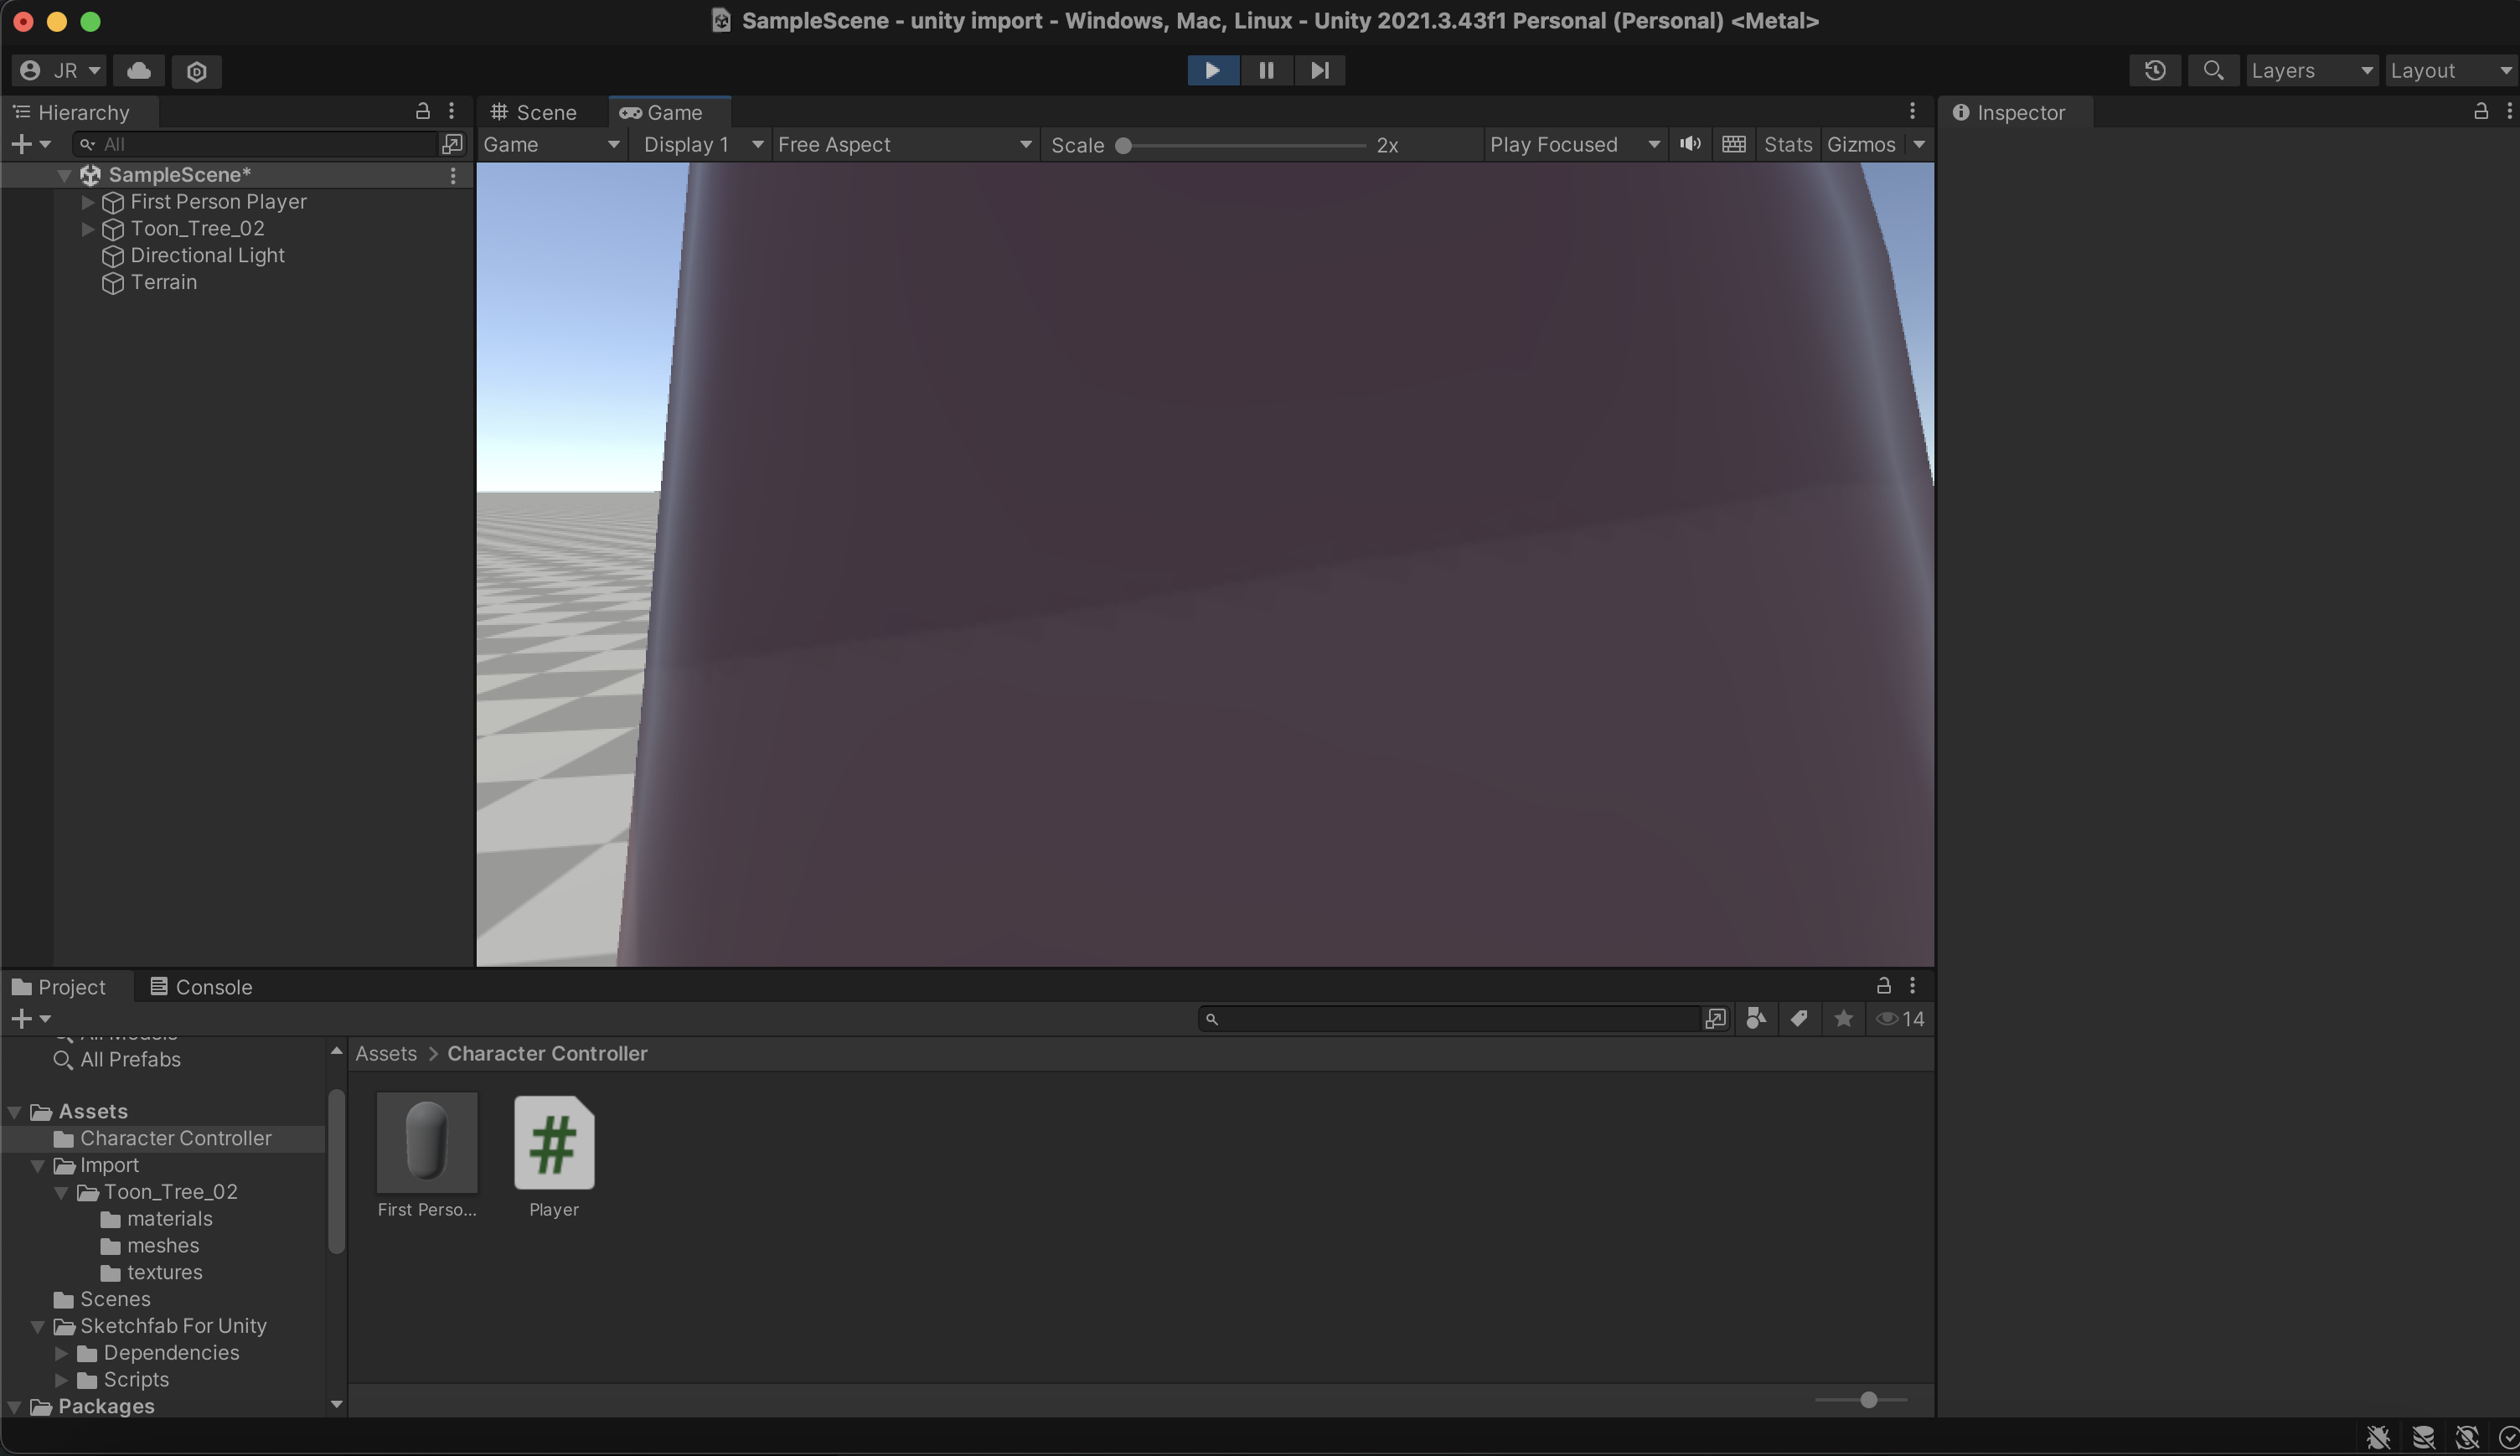 SampleScene - unity import - Windows, Mac, Linux - Unity 2021.3.43f1 Personal (Personal) <Metal>
JR
Layers
Layout
Hierarchy
Scene
Game
Inspector
All
Game
Display 1
Free Aspect
Scale
2x
Play Focused
Stats
Gizmos
SampleScene*
First Person Player
Toon_Tree_02
Directional Light
Terrain
Project
Console
14
All Models
All Prefabs
Assets > Character Controller
Assets
Character Controller
Import
Toon_Tree_02
materials
meshes
textures
Scenes
Sketchfab For Unity
Dependencies
Scripts
Packages
First Perso...
Player